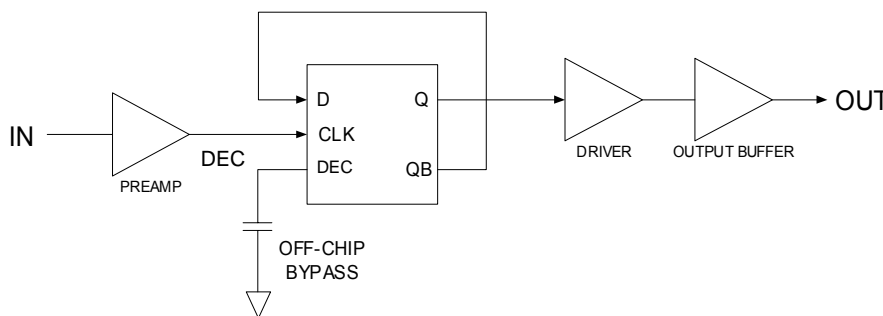 D
Q
OUT
IN
CLK
DEC
DEC
QB
DRIVER
OUTPUT BUFFER
PREAMP
OFF-CHIP
BYPASS